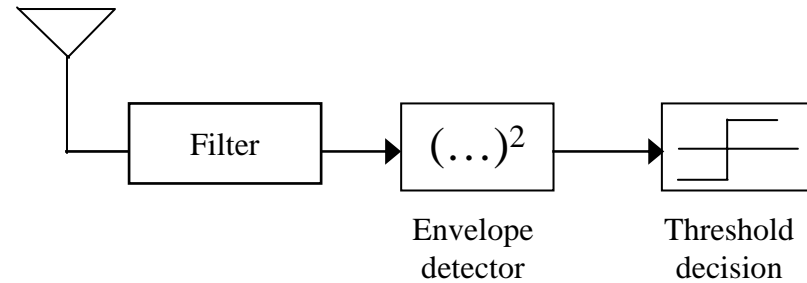 Filter
(…)²
Envelope
detector
Threshold
decision